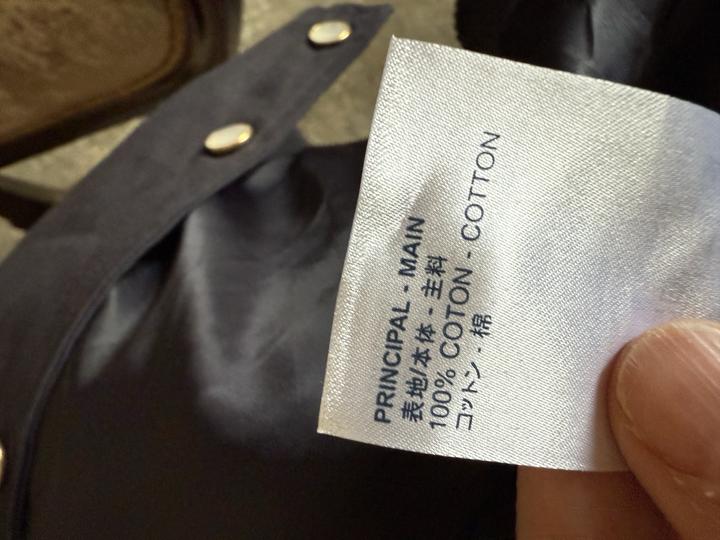 PRINCIPAL - MAIN
表地/本体 - 主料
100% COTON - COTTON
コットン - 棉